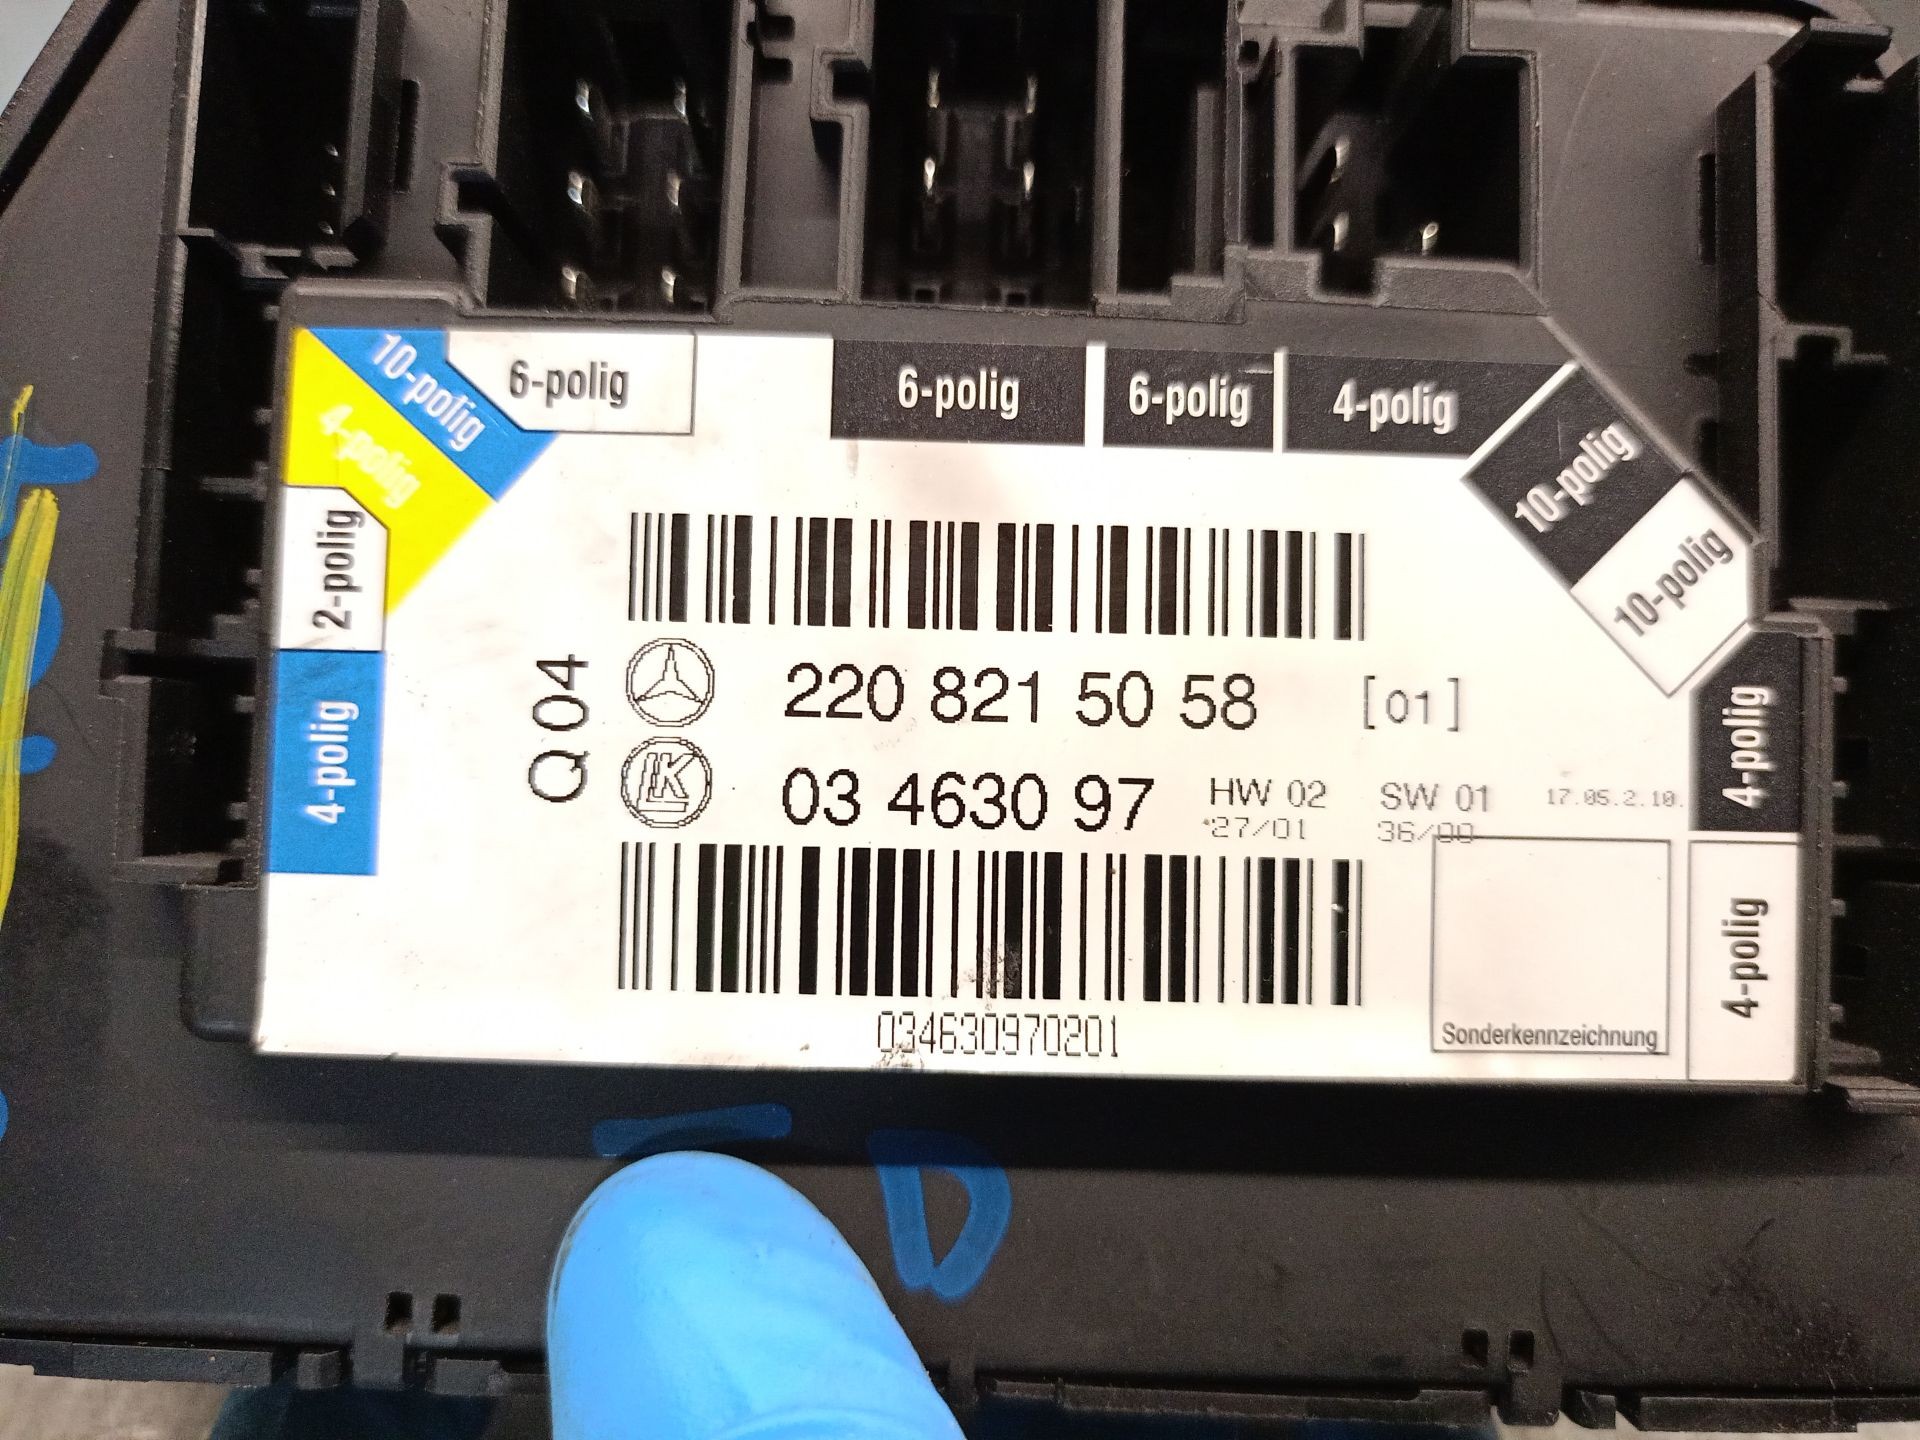 10-polig
6-polig
6-polig
6-polig
4-polig
10-polig
10-polig
4-polig
2-polig
4-polig
Q 04
220 821 50 58 [01]
LK 03 4630 97 HW 02 SW 01 17.05.2.10.
27/01 36/00
4-polig
4-polig
034630970201
Sonderkennzeichnung
D